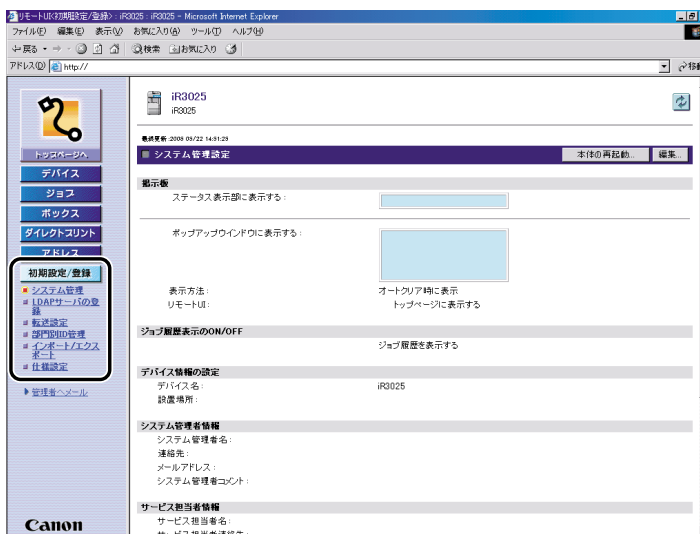 リモートUI<初期設定/登録> : iR3025 : iR3025 - Microsoft Internet Explorer
ファイル(F) 編集(E) 表示(V) お気に入り(A) ツール(T) ヘルプ(H)
戻る 検索 お気に入り
アドレス(D) http:// 移動
iR3025
iR3025
最終更新:2008 05/22 14:51:25
トップページへ
システム管理設定 本体の再起動... 編集...
デバイス
ジョブ
ボックス
ダイレクトプリント
アドレス
初期設定/登録
システム管理
LDAPサーバの登
録
転送設定
部門別ID管理
インポート/エクス
ポート
仕様設定
管理者へメール
Canon
掲示板
ステータス表示部に表示する :
ポップアップウインドウに表示する :
表示方法 : オートクリア時に表示
リモートUI : トップページに表示する
ジョブ履歴表示のON/OFF
ジョブ履歴を表示する
デバイス情報の設定
デバイス名 : iR3025
設置場所 :
システム管理者情報
システム管理者名 :
連絡先 :
メールアドレス :
システム管理者コメント :
サービス担当者情報
サービス担当者名 :
サービス担当者連絡先 :